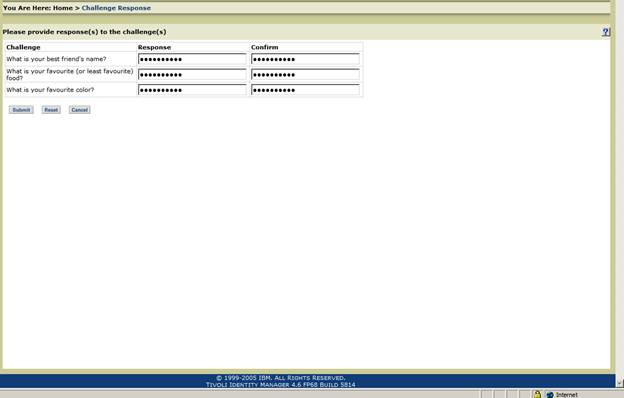 You Are Here: Home > Challenge Response
Please provide response(s) to the challenge(s)
?
Challenge Response Confirm
What is your best friend's name? •••••••••• ••••••••••
What is your favourite (or least favourite) •••••••••• ••••••••••
food?
What is your favourite color? •••••••••• ••••••••••
Submit Reset Cancel
© 1999-2005 IBM. All Rights Reserved.
Tivoli Identity Manager 4.6 FP68 Build 5814
Internet